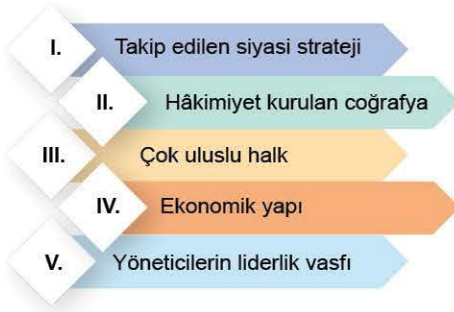 I. Takip edilen siyasi strateji
II. Hâkimiyet kurulan coğrafya
III. Çok uluslu halk
IV. Ekonomik yapı
V. Yöneticilerin liderlik vasfı